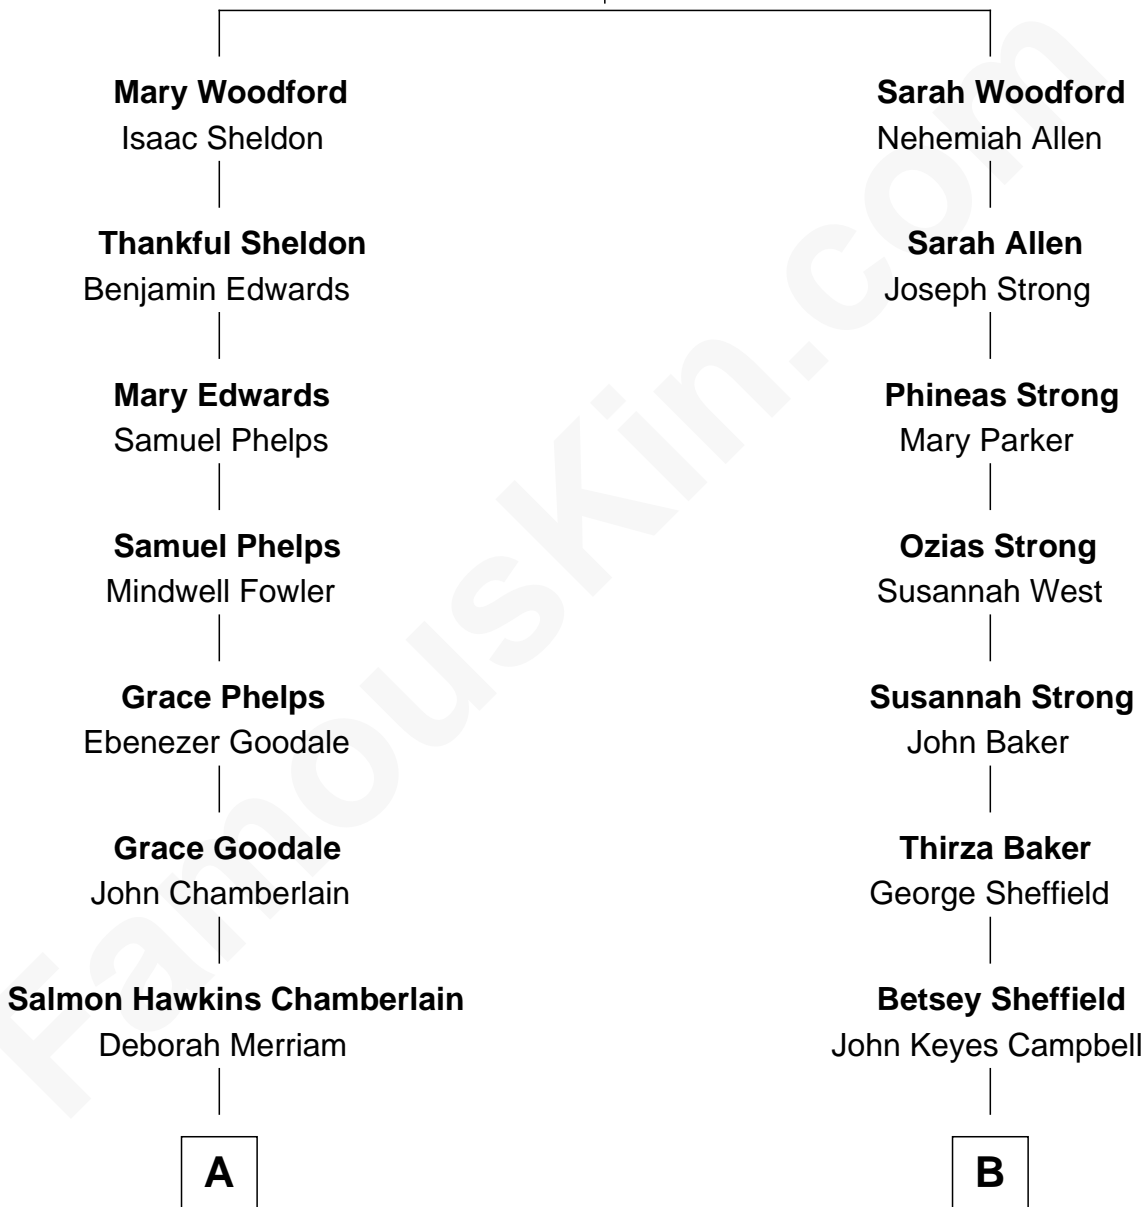 Mary Woodford
Isaac Sheldon
Sarah Woodford
Nehemiah Allen
Thankful Sheldon
Benjamin Edwards
Sarah Allen
Joseph Strong
Mary Edwards
Samuel Phelps
Phineas Strong
Mary Parker
Samuel Phelps
Mindwell Fowler
Ozias Strong
Susannah West
Grace Phelps
Ebenezer Goodale
Susannah Strong
John Baker
Grace Goodale
John Chamberlain
Thirza Baker
George Sheffield
Salmon Hawkins Chamberlain
Deborah Merriam
Betsey Sheffield
John Keyes Campbell
A
B
FamousKin.com